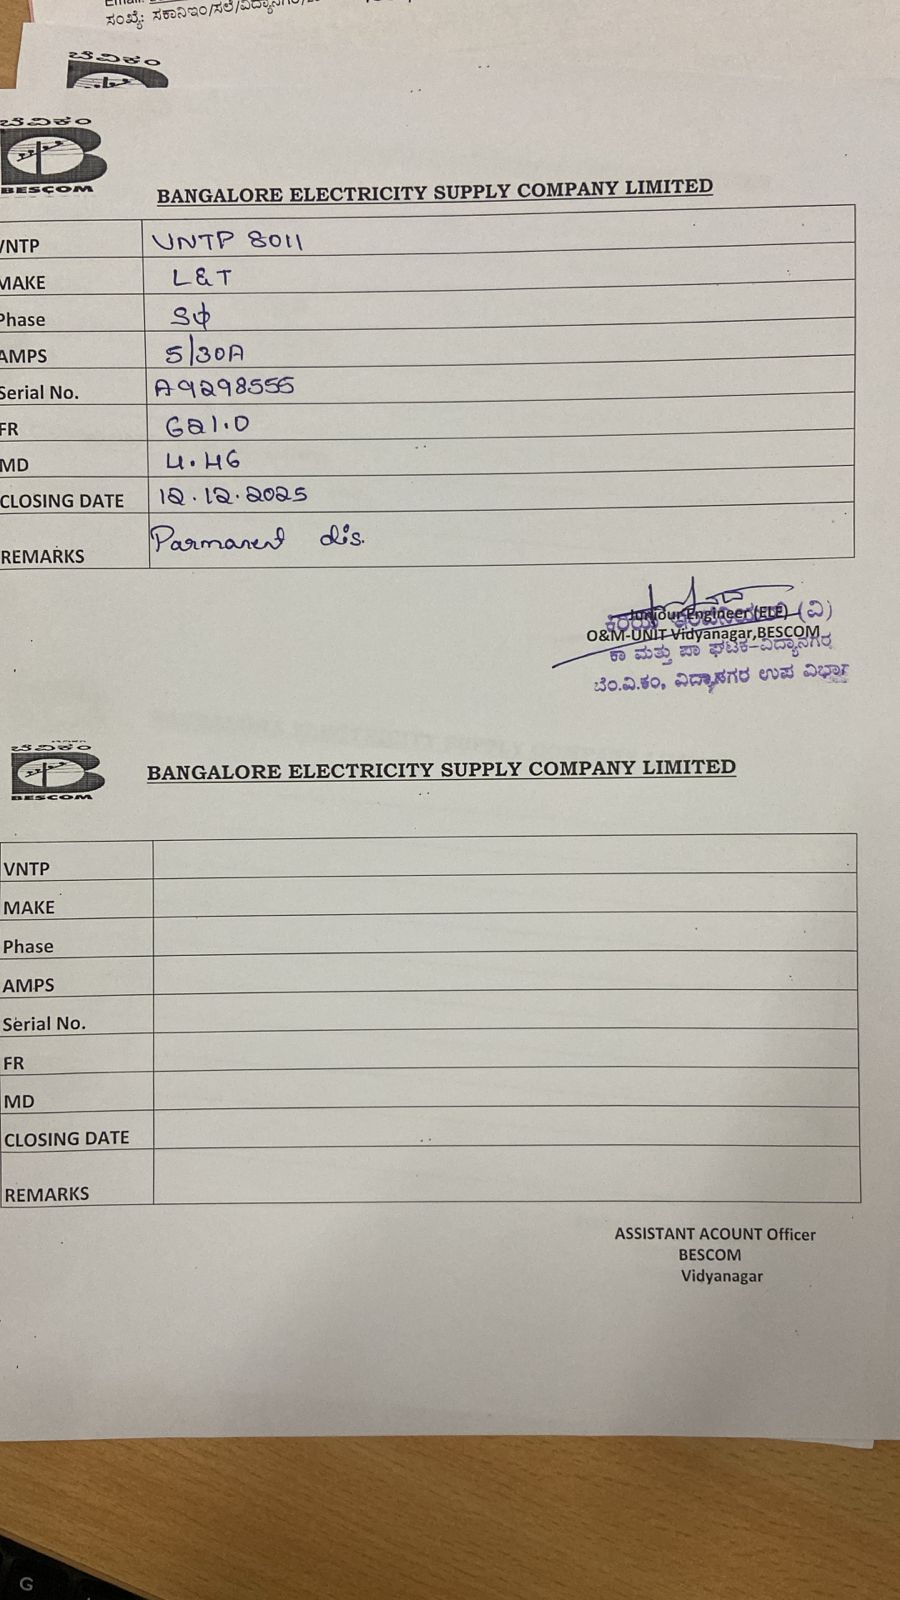 ಸಂಖ್ಯೆ: ಸಕಾನಿಇಂ/ಸಲೆ/ವಿದ್ಯಾನಗರ/
ಬೆವಿಕಂ
ಬೆವಿಕಂ
BESCOM
BANGALORE ELECTRICITY SUPPLY COMPANY LIMITED
VNTP VNTP 8011
MAKE L&T
Phase Sϕ
AMPS 5/30A
Serial No. A9298555
FR 621.0
MD 4.46
CLOSING DATE 12.12.2025
REMARKS Parmanent dis.
Juniour Engineer (ELE) (ವಿ)
O&M-UNIT Vidyanagar,BESCOM
ಕಾ ಮತ್ತು ಪಾ ಘಟಕ-ವಿದ್ಯಾನಗರ
ಬೆಂ.ವಿ.ಕಂ, ವಿದ್ಯಾನಗರ ಉಪ ವಿಭಾಗ
ಬೆವಿಕಂ
BESCOM
BANGALORE ELECTRICITY SUPPLY COMPANY LIMITED
VNTP
MAKE
Phase
AMPS
Serial No.
FR
MD
CLOSING DATE
REMARKS
ASSISTANT ACOUNT Officer
BESCOM
Vidyanagar
G